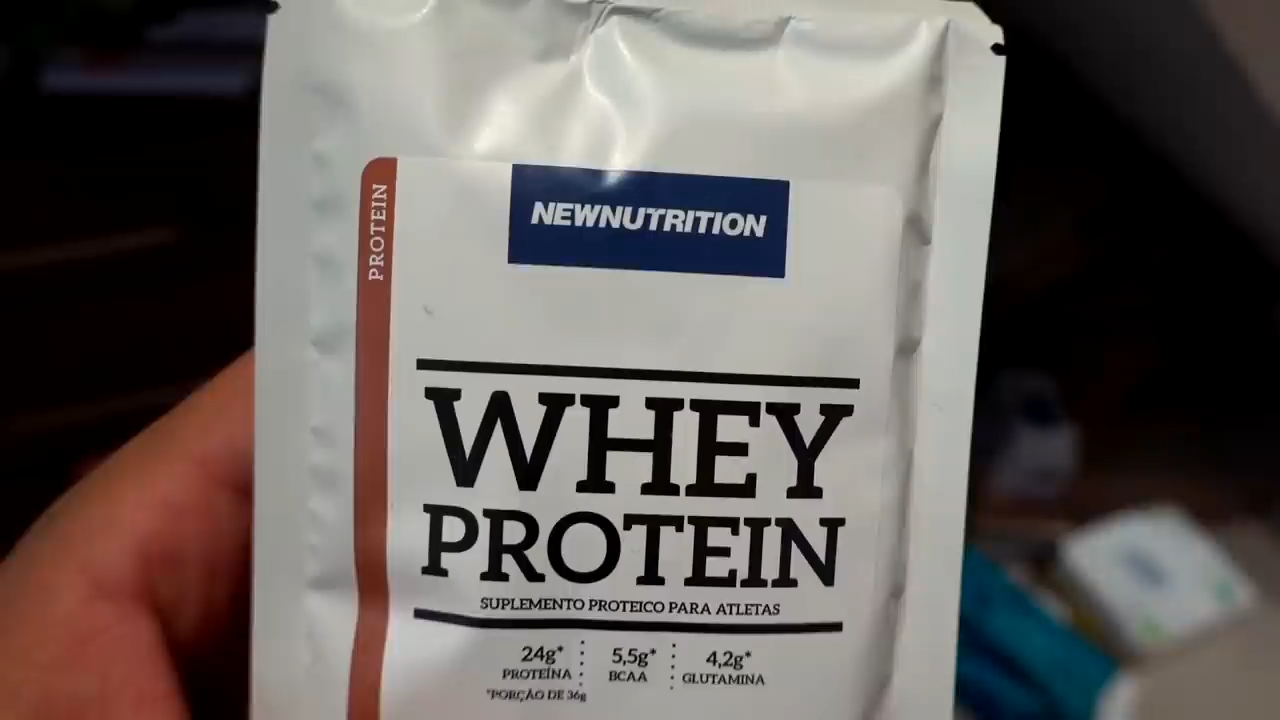 PROTEIN
NEWNUTRITION
WHEY
PROTEIN
SUPLEMENTO PROTEICO PARA ATLETAS
24g* 5,5g* 4,2g*
PROTEÍNA BCAA GLUTAMINA
*PORÇÃO DE 36g